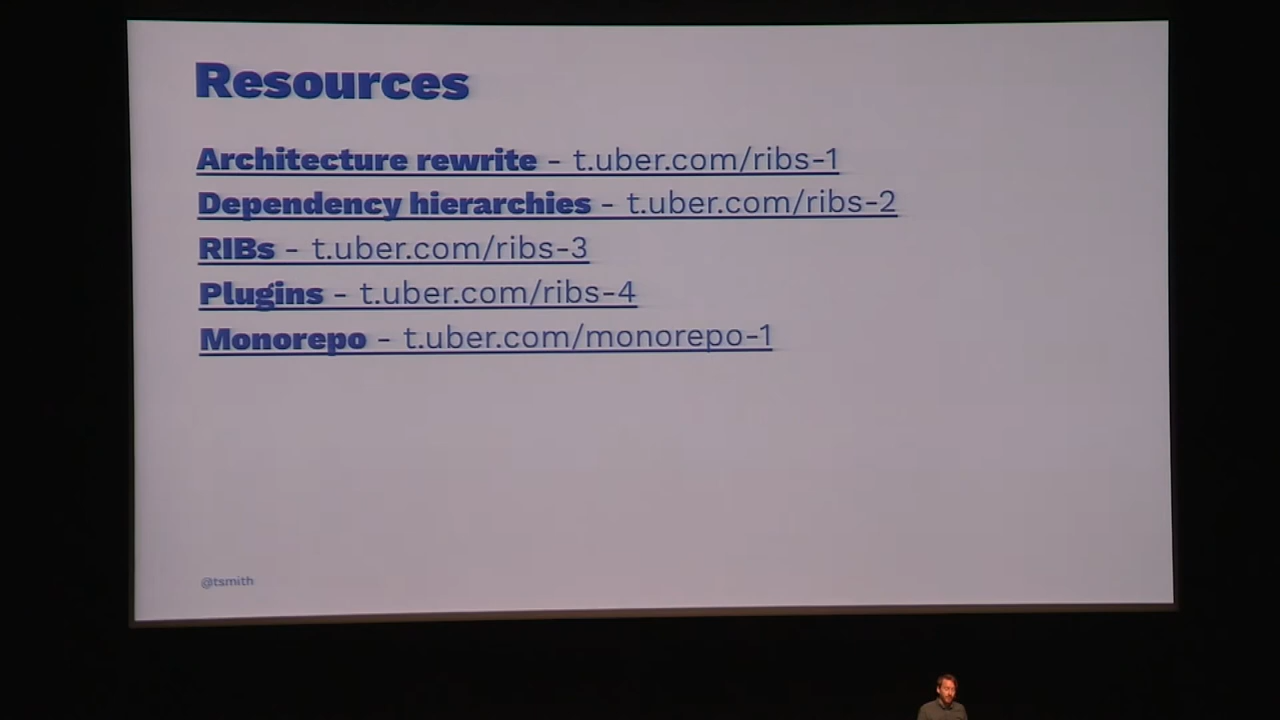 Resources
Architecture rewrite - t.uber.com/ribs-1
Dependency hierarchies - t.uber.com/ribs-2
RIBs - t.uber.com/ribs-3
Plugins - t.uber.com/ribs-4
Monorepo - t.uber.com/monorepo-1
@tsmith